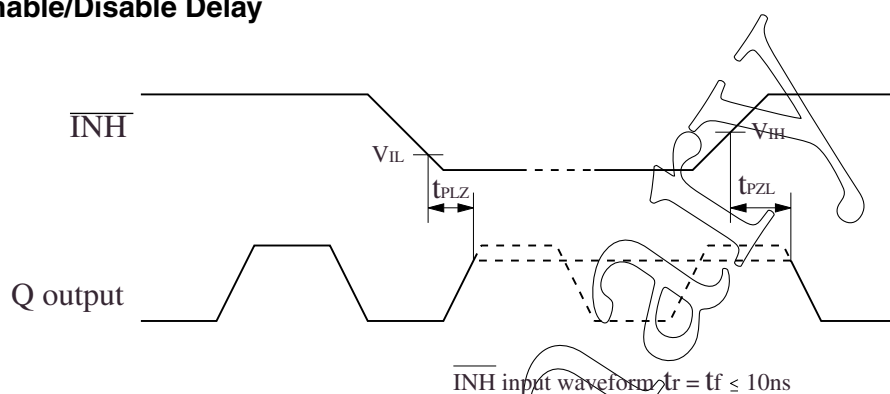 nable/Disable Delay
INH
VIL
VIH
tPLZ
tPZL
Q output
INH input waveform tr = tf ≤ 10ns